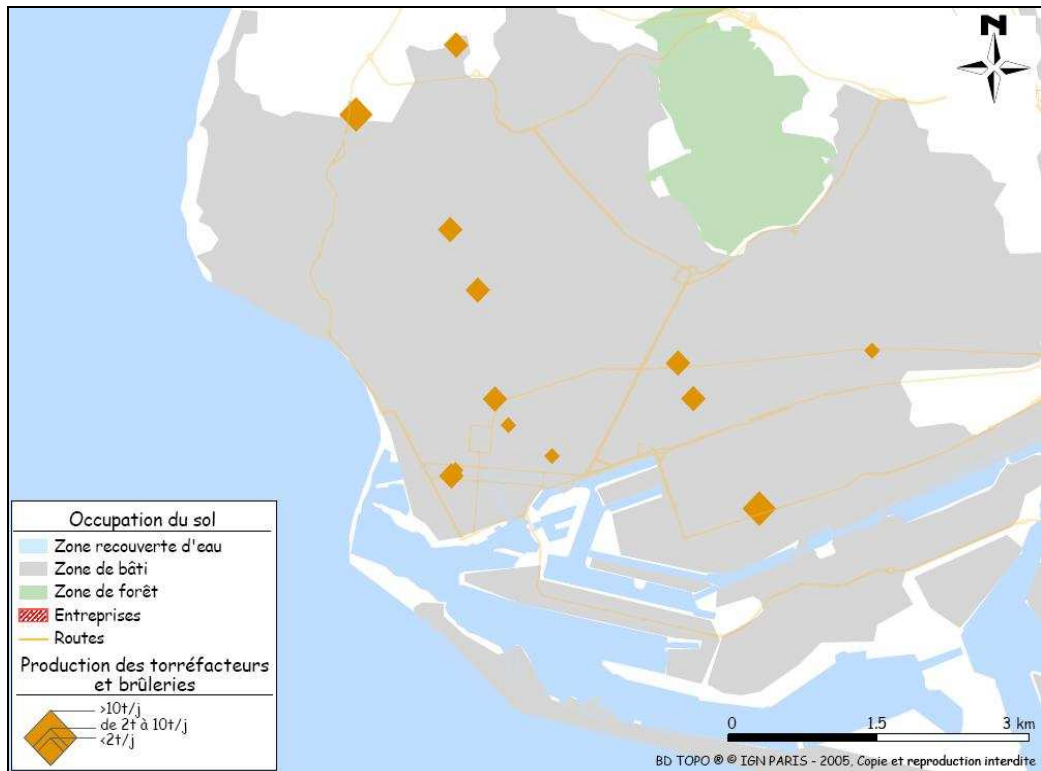 N
Occupation du sol
Zone recouverte d'eau
Zone de bâti
Zone de forêt
Entreprises
Routes
Production des torréfacteurs
et brûleries
>10t/j
de 2t à 10t/j
<2t/j
0 1.5 3 km
BD TOPO ® © IGN PARIS - 2005, Copie et reproduction interdite